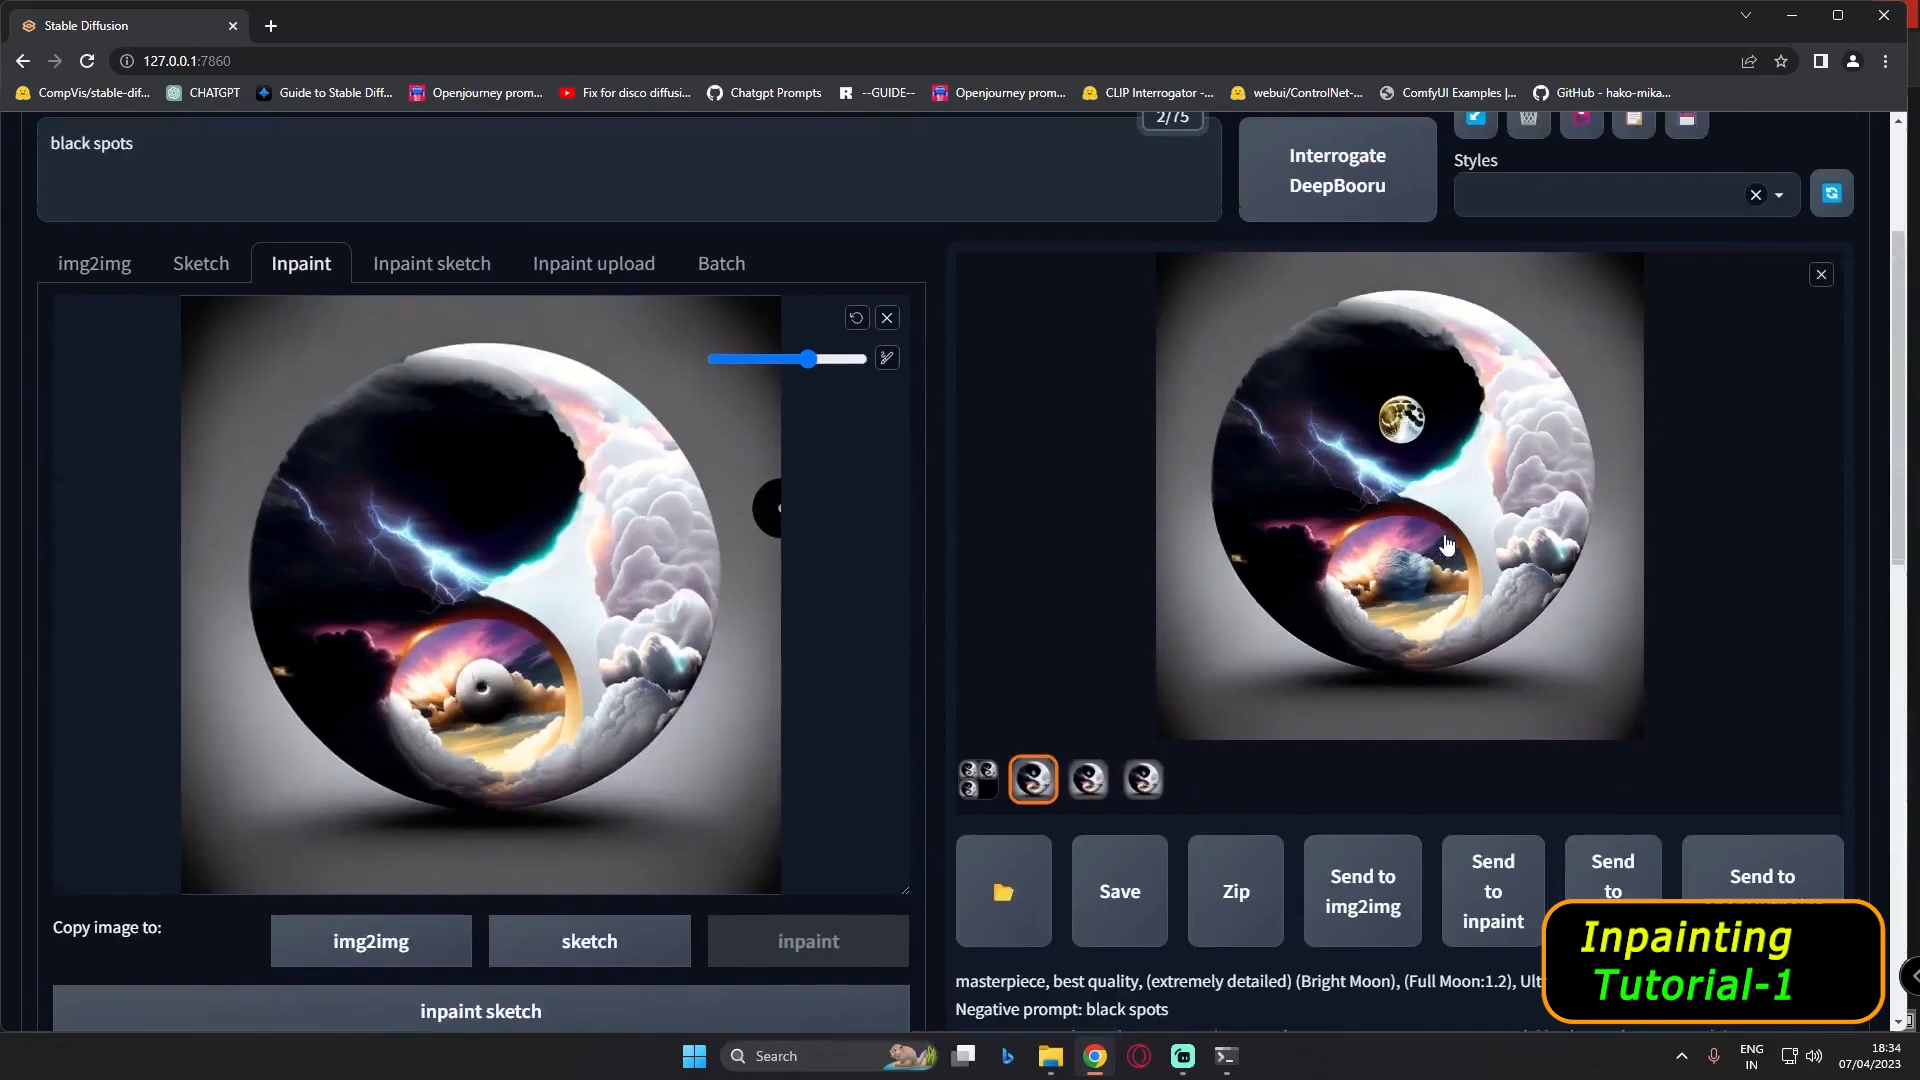 Stable Diffusion
127.0.0.1:7860
CompVis/stable-dif...
CHATGPT
Guide to Stable Diff...
Openjourney prom...
Fix for disco diffusi...
Chatgpt Prompts
--GUIDE--
Openjourney prom...
CLIP Interrogator -...
webui/ControlNet-...
ComfyUI Examples |...
GitHub - hako-mika...
black spots
2/75
Interrogate
DeepBooru
Styles
img2img
Sketch
Inpaint
Inpaint sketch
Inpaint upload
Batch
Copy image to:
img2img
sketch
inpaint
inpaint sketch
Save
Zip
Send to
img2img
Send
to
inpaint
Send
to
Send to
masterpiece, best quality, (extremely detailed) (Bright Moon), (Full Moon:1.2),
Negative prompt: black spots
Inpainting
Tutorial-1
Search
ENG
IN
18:34
07/04/2023